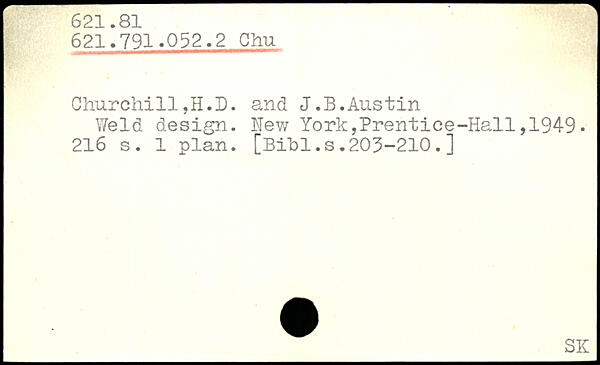 621.81
621.791.052.2 Chu
Churchill,H.D. and J.B.Austin
Weld design. New York,Prentice-Hall,1949.
216 s. 1 plan. [Bibl.s.203-210.]
SK